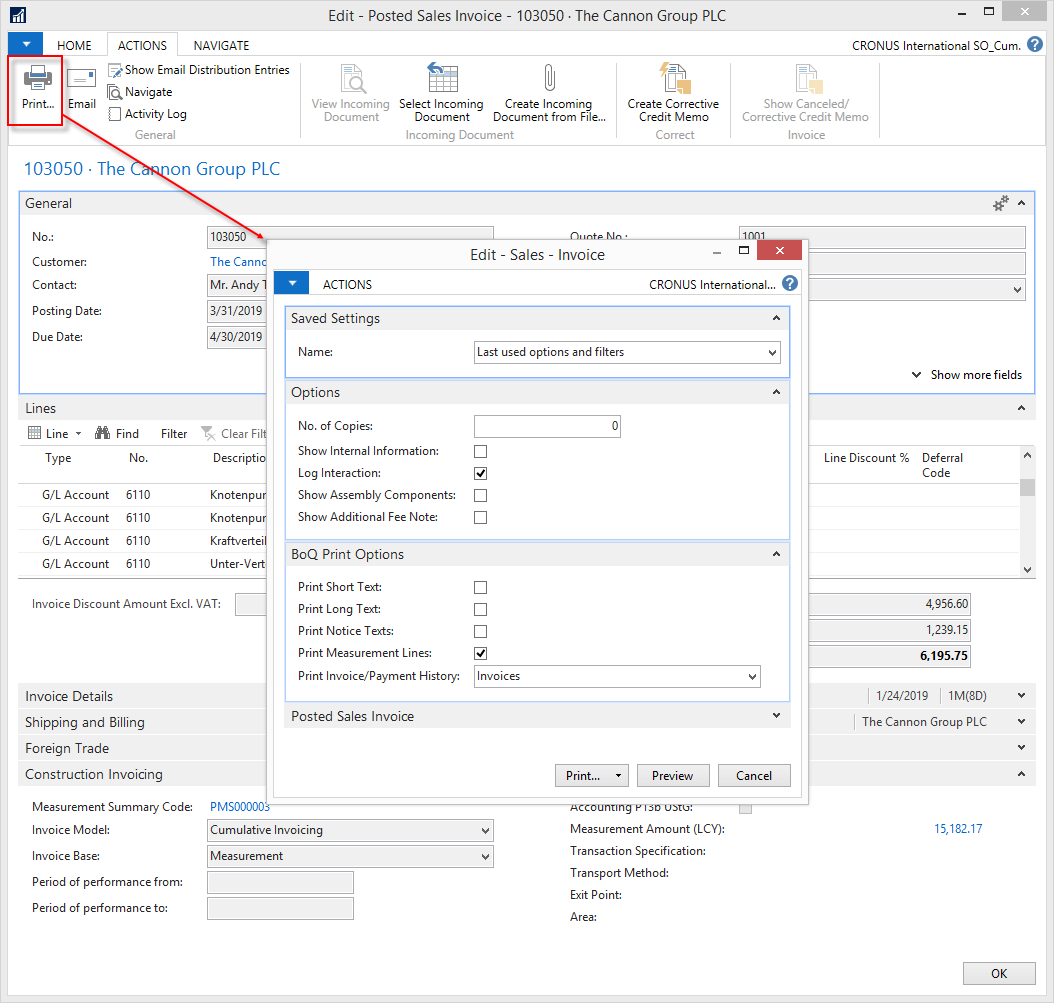 Edit - Posted Sales Invoice - 103050 · The Cannon Group PLC
HOME ACTIONS NAVIGATE
CRONUS International SO_Cum.
Print...
Email
Show Email Distribution Entries
Navigate
Activity Log
General
View Incoming Document
Select Incoming Document
Create Incoming Document from File...
Incoming Document
Create Corrective Credit Memo
Correct
Show Canceled/ Corrective Credit Memo
Invoice
103050 · The Cannon Group PLC
General
No.: 103050
Customer: The Canno
Contact: Mr. Andy T
Posting Date: 3/31/2019
Due Date: 4/30/2019
Quote No.: 1001
Show more fields
Lines
Line Find Filter Clear Filt
Type No. Descriptio
Line Discount % Deferral Code
G/L Account 6110 Knotenpur
G/L Account 6110 Knotenpur
G/L Account 6110 Kraftverteil
G/L Account 6110 Unter-Vert
Invoice Discount Amount Excl. VAT:
4,956.60
1,239.15
6,195.75
Invoice Details
1/24/2019 1M(8D)
Shipping and Billing
The Cannon Group PLC
Foreign Trade
Construction Invoicing
Measurement Summary Code: PMS000003
Invoice Model: Cumulative Invoicing
Invoice Base: Measurement
Period of performance from:
Period of performance to:
Accounting P13b UStG:
Measurement Amount (LCY): 15,182.17
Transaction Specification:
Transport Method:
Exit Point:
Area:
OK
Edit - Sales - Invoice
ACTIONS
CRONUS International...
Saved Settings
Name: Last used options and filters
Options
No. of Copies: 0
Show Internal Information:
Log Interaction:
Show Assembly Components:
Show Additional Fee Note:
BoQ Print Options
Print Short Text:
Print Long Text:
Print Notice Texts:
Print Measurement Lines:
Print Invoice/Payment History: Invoices
Posted Sales Invoice
Print... Preview Cancel